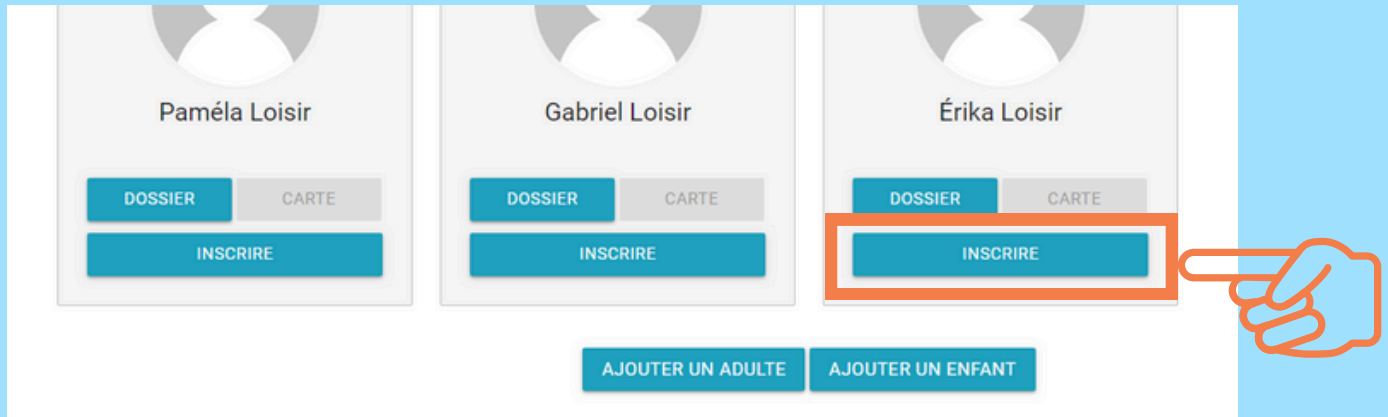 Paméla Loisir Gabriel Loisir Érika Loisir
DOSSIER CARTE DOSSIER CARTE DOSSIER CARTE
INSCRIRE INSCRIRE INSCRIRE
AJOUTER UN ADULTE AJOUTER UN ENFANT